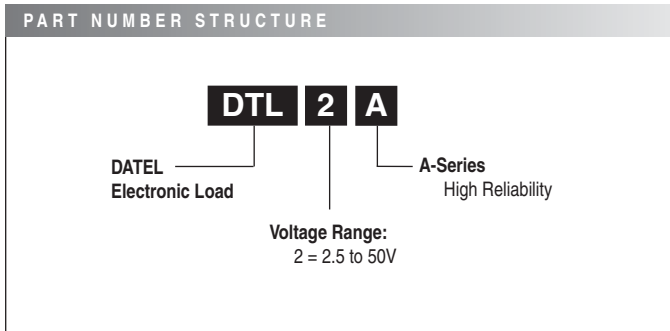 PART NUMBER STRUCTURE
DTL 2 A
DATEL
Electronic Load
A-Series
High Reliability
Voltage Range:
2 = 2.5 to 50V